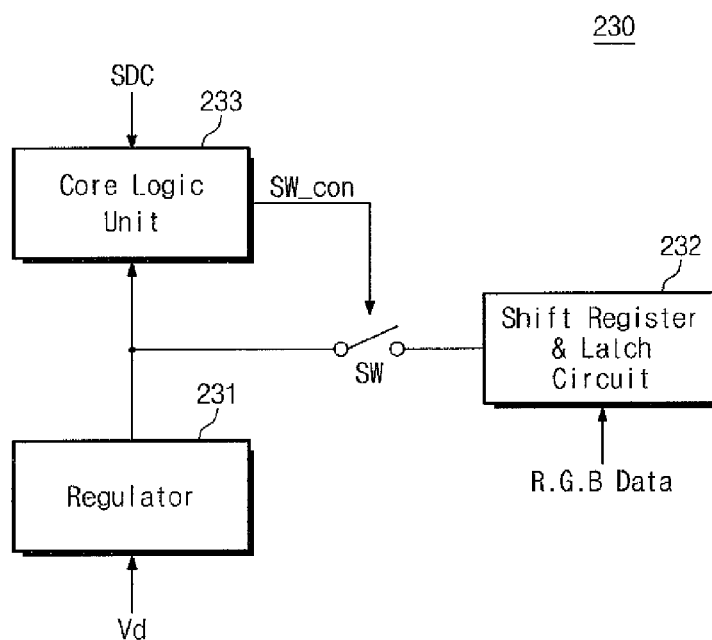 230
SDC
233
Core Logic
Unit
SW_con
232
Shift Register
& Latch
Circuit
SW
231
Regulator
R.G.B Data
Vd